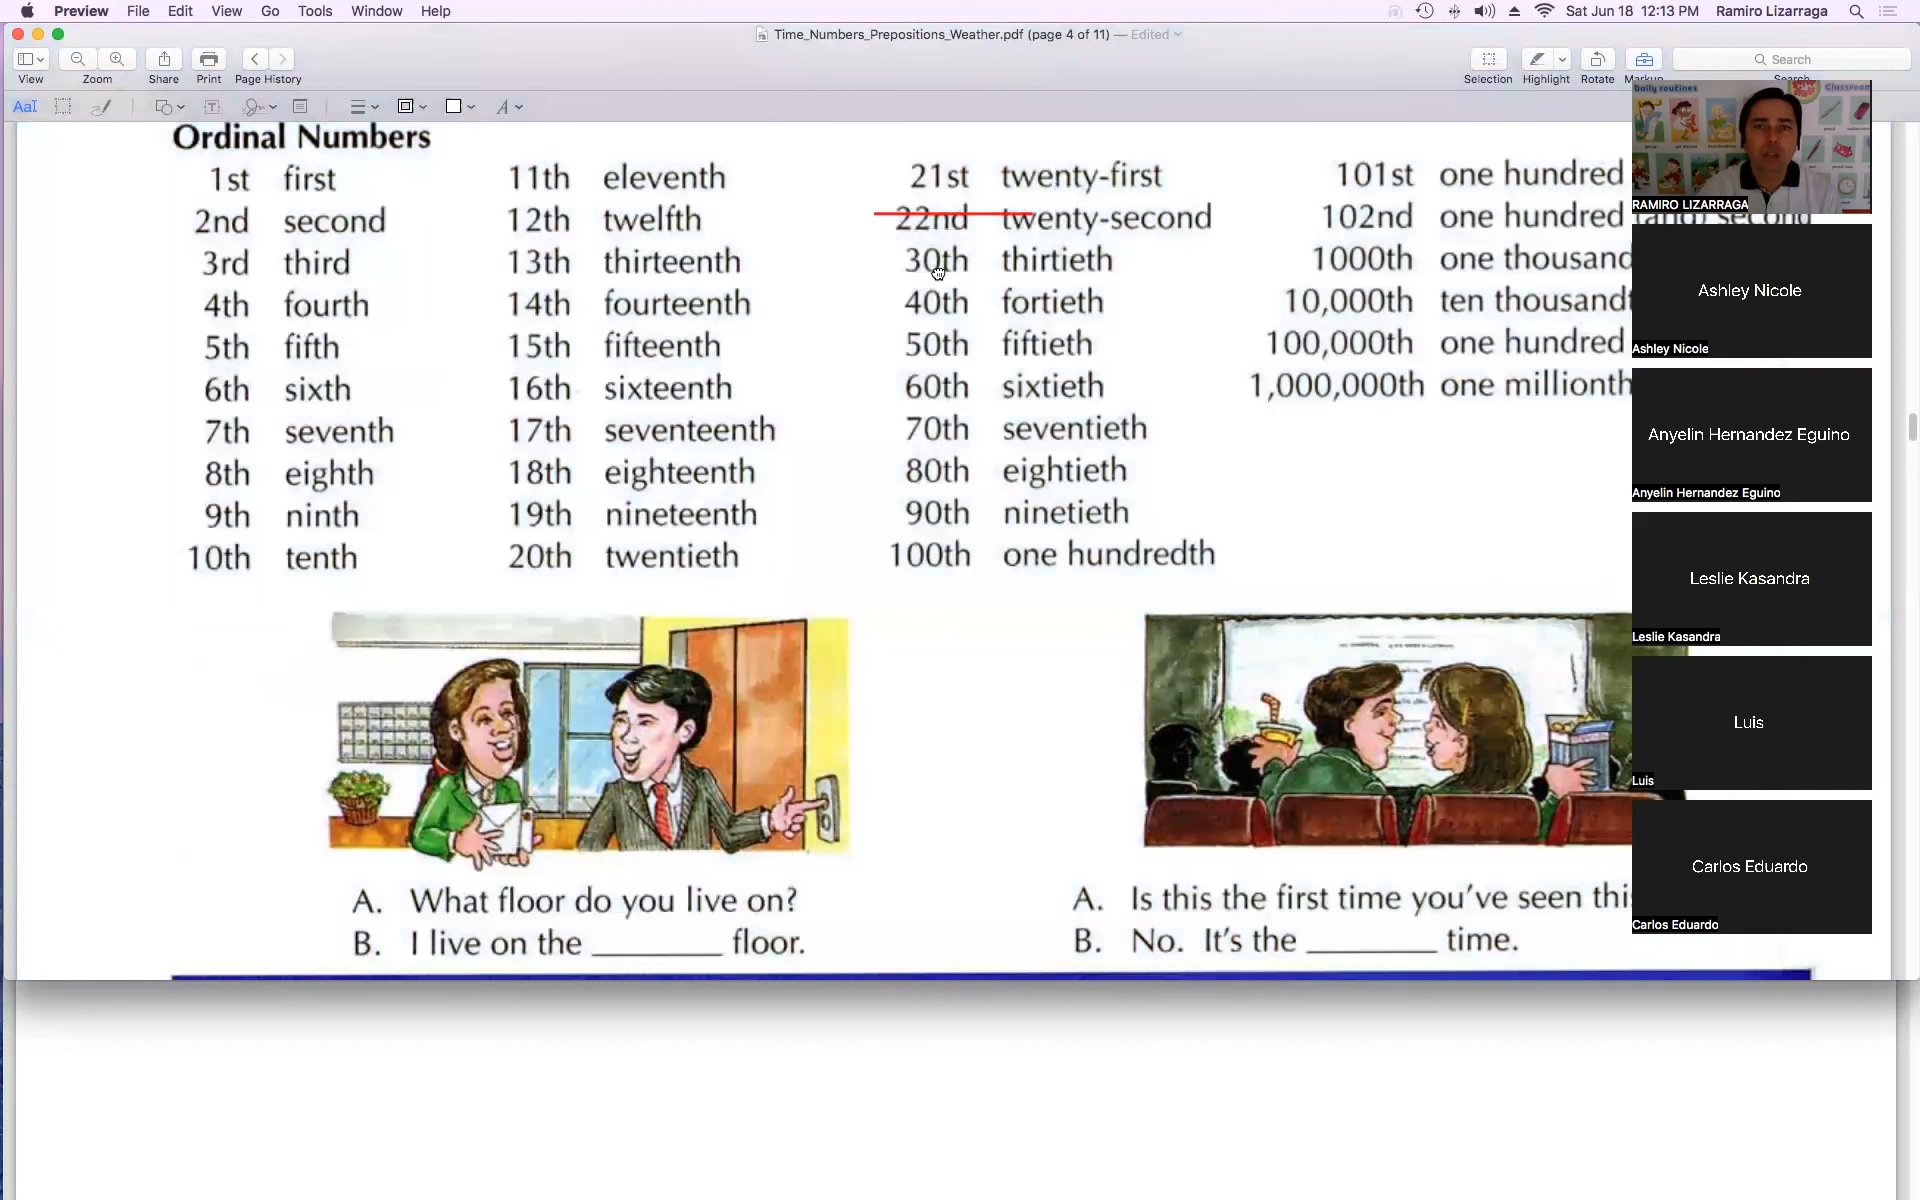 Preview File Edit View Go Tools Window Help
Sat Jun 18 12:13 PM Ramiro Lizarraga
Time_Numbers_Prepositions_Weather.pdf (page 4 of 11) — Edited
View Zoom Share Print Page History
Selection Highlight Rotate Markup Search
Search
Ordinal Numbers
1st first
2nd second
3rd third
4th fourth
5th fifth
6th sixth
7th seventh
8th eighth
9th ninth
10th tenth
11th eleventh
12th twelfth
13th thirteenth
14th fourteenth
15th fifteenth
16th sixteenth
17th seventeenth
18th eighteenth
19th nineteenth
20th twentieth
21st twenty-first
22nd twenty-second
30th thirtieth
40th fortieth
50th fiftieth
60th sixtieth
70th seventieth
80th eightieth
90th ninetieth
100th one hundredth
101st one hundred
102nd one hundred (and) second
1000th one thousand
10,000th ten thousandt
100,000th one hundred
1,000,000th one millionth
A. What floor do you live on?
B. I live on the ________ floor.
A. Is this the first time you've seen thi
B. No. It's the ________ time.
Daily routines
Classroom
RAMIRO LIZARRAGA
Ashley Nicole
Ashley Nicole
Anyelin Hernandez Eguino
Anyelin Hernandez Eguino
Leslie Kasandra
Leslie Kasandra
Luis
Luis
Carlos Eduardo
Carlos Eduardo